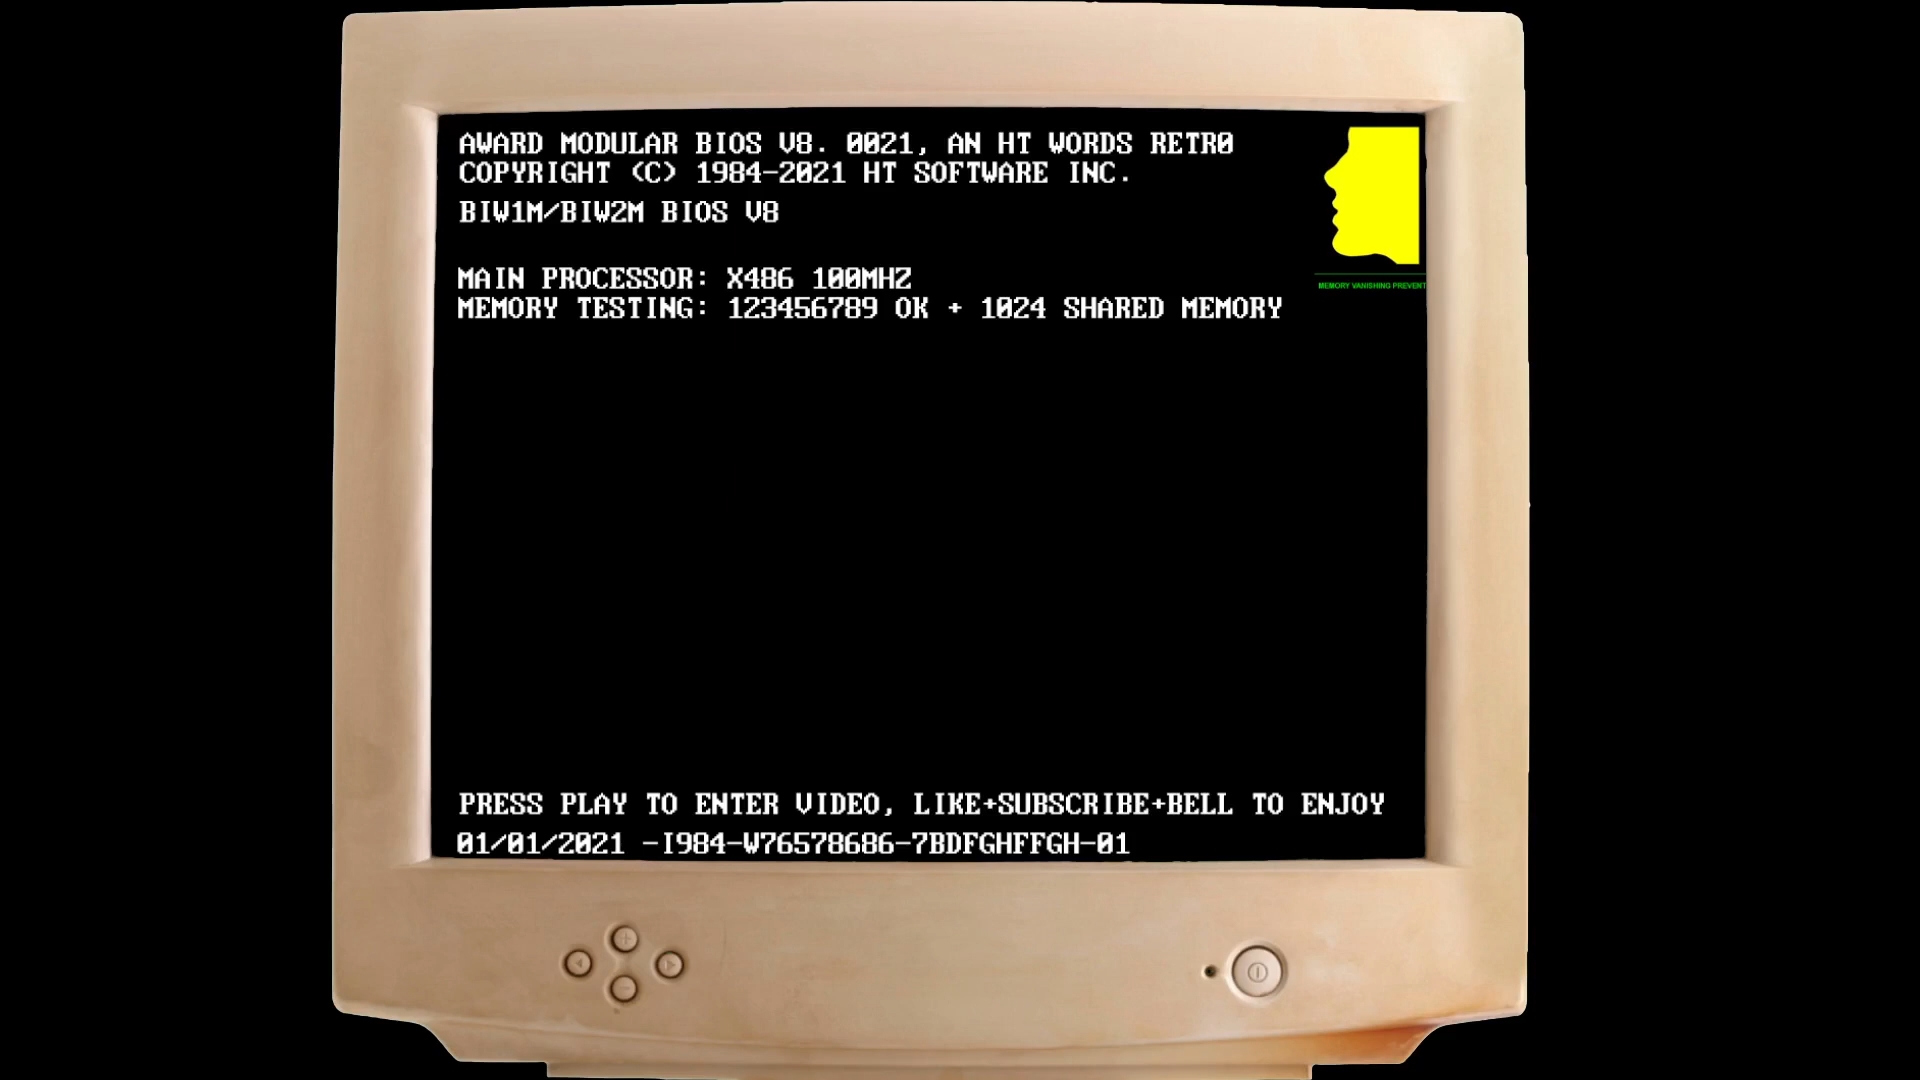 AWARD MODULAR BIOS V8. 0021, AN HT WORDS RETRO
COPYRIGHT (C) 1984-2021 HT SOFTWARE INC.
BIW1M/BIW2M BIOS V8
MAIN PROCESSOR: X486 100MHZ
MEMORY TESTING: 123456789 OK + 1024 SHARED MEMORY
MEMORY VANISHING PREVENT
PRESS PLAY TO ENTER VIDEO, LIKE+SUBSCRIBE+BELL TO ENJOY
01/01/2021 -I984-W76578686-7BDFGHFFGH-01